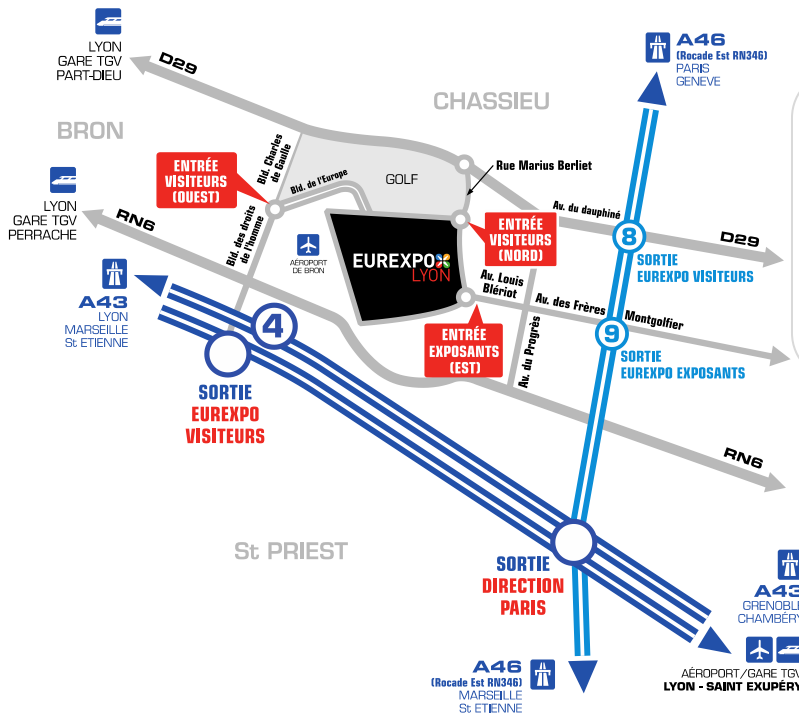 LYON
GARE TGV
PART-DIEU
D29
A46
(Rocade Est RN346)
PARIS
GENEVE
CHASSIEU
BRON
Bld. Charles
de Gaulle
ENTRÉE
VISITEURS
(OUEST)
Bld. de l'Europe
GOLF
Rue Marius Berliet
LYON
GARE TGV
PERRACHE
RN6
Bld. des droits
de l'homme
AÉROPORT
DE BRON
EUREXPO
LYON
ENTRÉE
VISITEURS
(NORD)
Av. du dauphiné
8
D29
SORTIE
EUREXPO VISITEURS
A43
LYON
MARSEILLE
St ETIENNE
Av. Louis
Blériot
Av. des Frères Montgolfier
4
ENTRÉE
EXPOSANTS
(EST)
Av. du Progrès
9
SORTIE
EUREXPO EXPOSANTS
SORTIE
EUREXPO
VISITEURS
RN6
St PRIEST
SORTIE
DIRECTION
PARIS
A43
GRENOBLE
CHAMBÉRY
AÉROPORT/GARE TGV
LYON - SAINT EXUPÉRY
A46
(Rocade Est RN346)
MARSEILLE
St ETIENNE